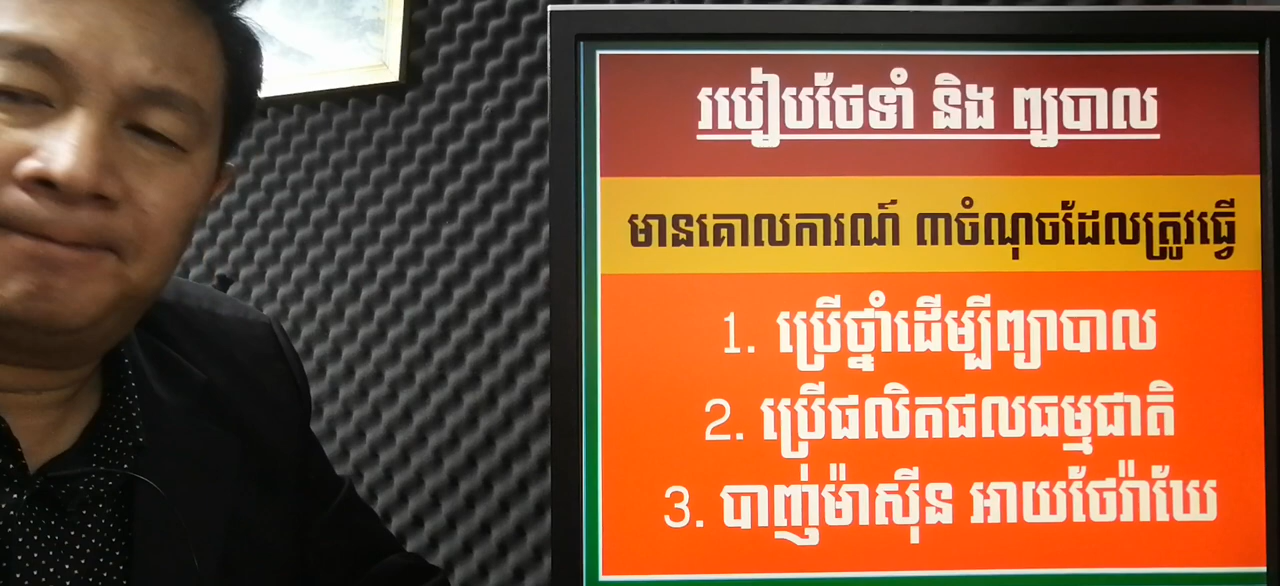 របៀបថែទាំ និង ព្យបាល
មានគោលការណ៍ ៣ចំណុចដែលត្រូវធ្វើ
1. ប្រើថ្នាំដើម្បីព្យាបាល
2. ប្រើផលិតផលធម្មជាតិ
3. បាញ់ម៉ាស៊ីន អាយថែរ៉ាឃែ